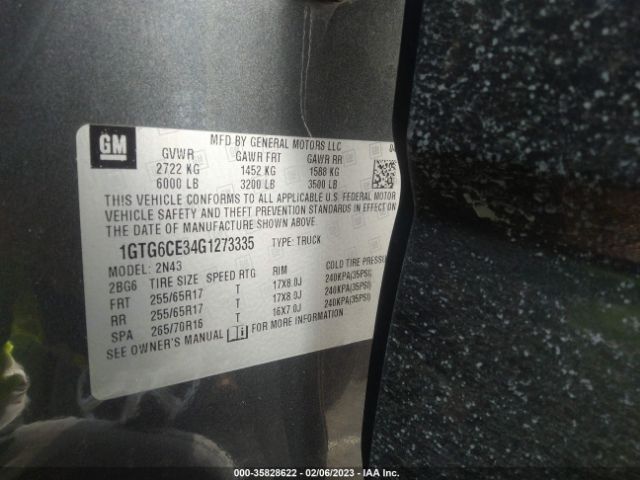 GM
MFD BY GENERAL MOTORS LLC
GVWR GAWR FRT GAWR RR
2722 KG 1452 KG 1588 KG
6000 LB 3200 LB 3500 LB
THIS VEHICLE CONFORMS TO ALL APPLICABLE U.S. FEDERAL MOTOR
VEHICLE SAFETY AND THEFT PREVENTION STANDARDS IN EFFECT ON
THE DATE OF MANUFACTURE SHOWN ABOVE.
1GTG6CE34G1273335 TYPE: TRUCK
MODEL: 2N43
2BG6 TIRE SIZE SPEED RTG RIM COLD TIRE PRESSU
FRT 255/65R17 T 17X8.0J 240KPA(35PSI)
RR 255/65R17 T 17X8.0J 240KPA(35PSI)
SPA 265/70R16 T 16X7.0J 240KPA(35PSI)
SEE OWNER'S MANUAL FOR MORE INFORMATION
000-35828622 - 02/06/2023 - IAA Inc.